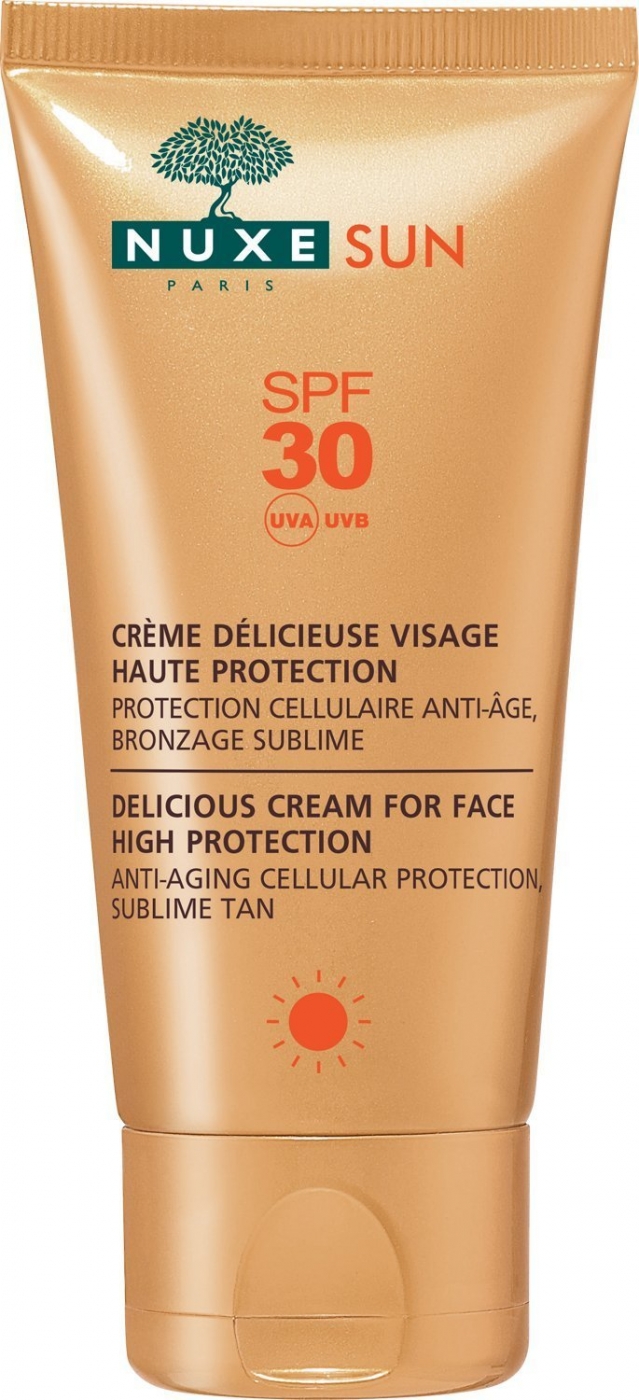 NUXE SUN
PARIS
SPF
30
UVA UVB
CRÈME DÉLICIEUSE VISAGE
HAUTE PROTECTION
PROTECTION CELLULAIRE ANTI-ÂGE,
BRONZAGE SUBLIME
DELICIOUS CREAM FOR FACE
HIGH PROTECTION
ANTI-AGING CELLULAR PROTECTION,
SUBLIME TAN